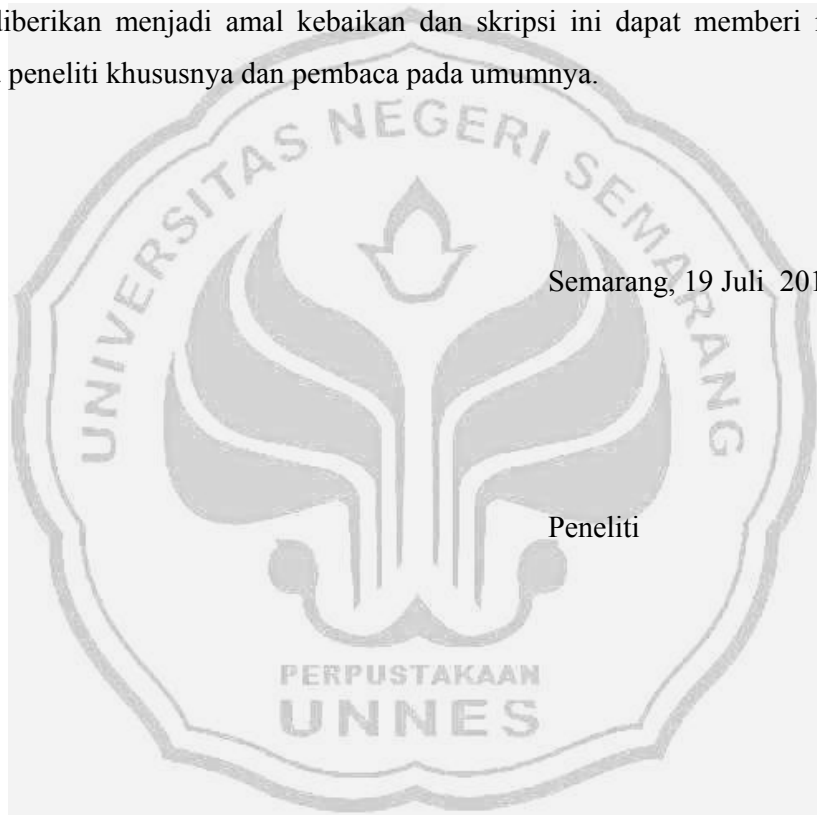 diberikan menjadi amal kebaikan dan skripsi ini dapat memberi
peneliti khususnya dan pembaca pada umumnya.
UNIVERSITAS NEGERI SEMARANG
Semarang, 19 Juli
Peneliti
PERPUSTAKAAN
UNNES